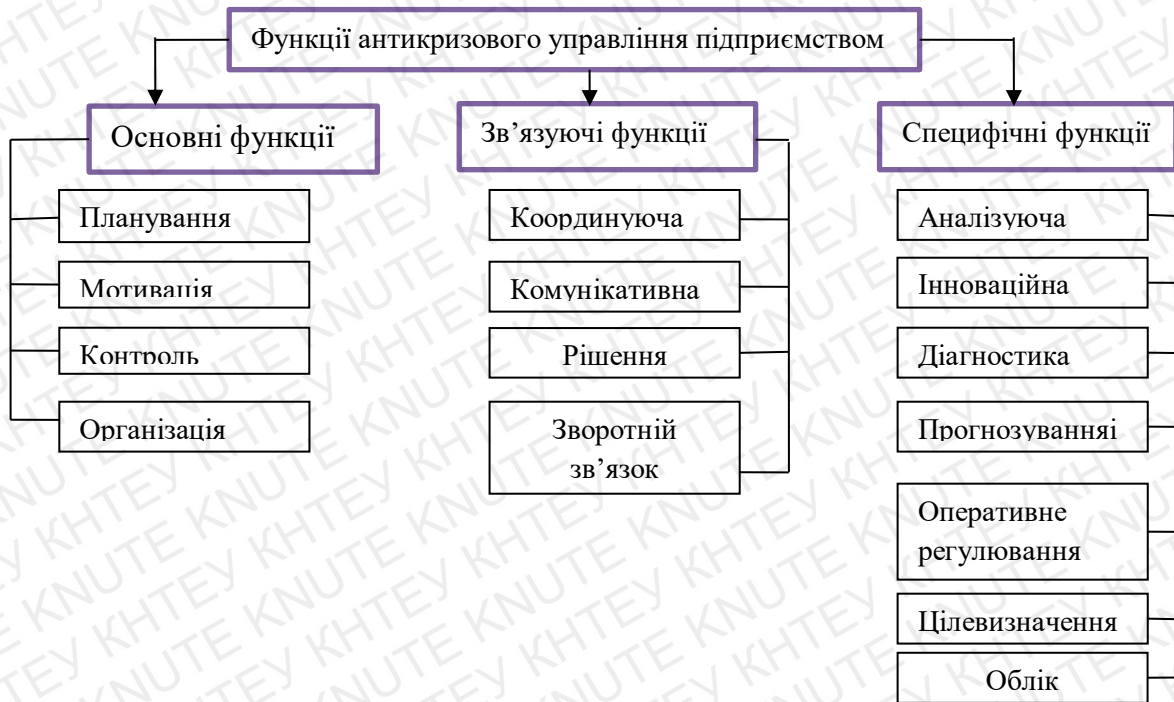 Функції антикризового управління підприємством
Основні функції
Планування
Мотивація
Контроль
Організація
Зв’язуючі функції
Координуюча
Комунікативна
Рішення
Зворотній
зв’язок
Специфічні функції
Аналізуюча
Інноваційна
Діагностика
Прогнозуванняі
Оперативне
регулювання
Цілевизначення
Облік